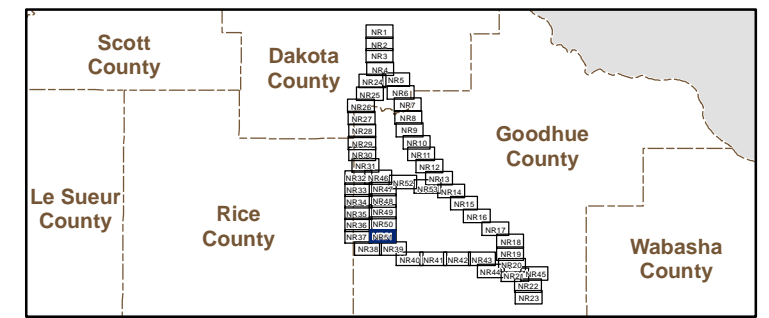 Scott
County
Dakota
County
Goodhue
County
Le Sueur
County
Rice
County
Wabasha
County
NR1
NR2
NR3
NR4
NR24
NR5
NR25
NR6
NR26
NR7
NR27
NR8
NR28
NR9
NR29
NR10
NR30
NR11
NR31
NR12
NR32
NR46
NR52
NR13
NR33
NR47
NR53
NR14
NR34
NR48
NR15
NR35
NR49
NR16
NR36
NR50
NR17
NR37
NR18
NR38
NR39
NR19
NR40
NR41
NR42
NR43
NR20
NR44
NR21
NR45
NR22
NR23